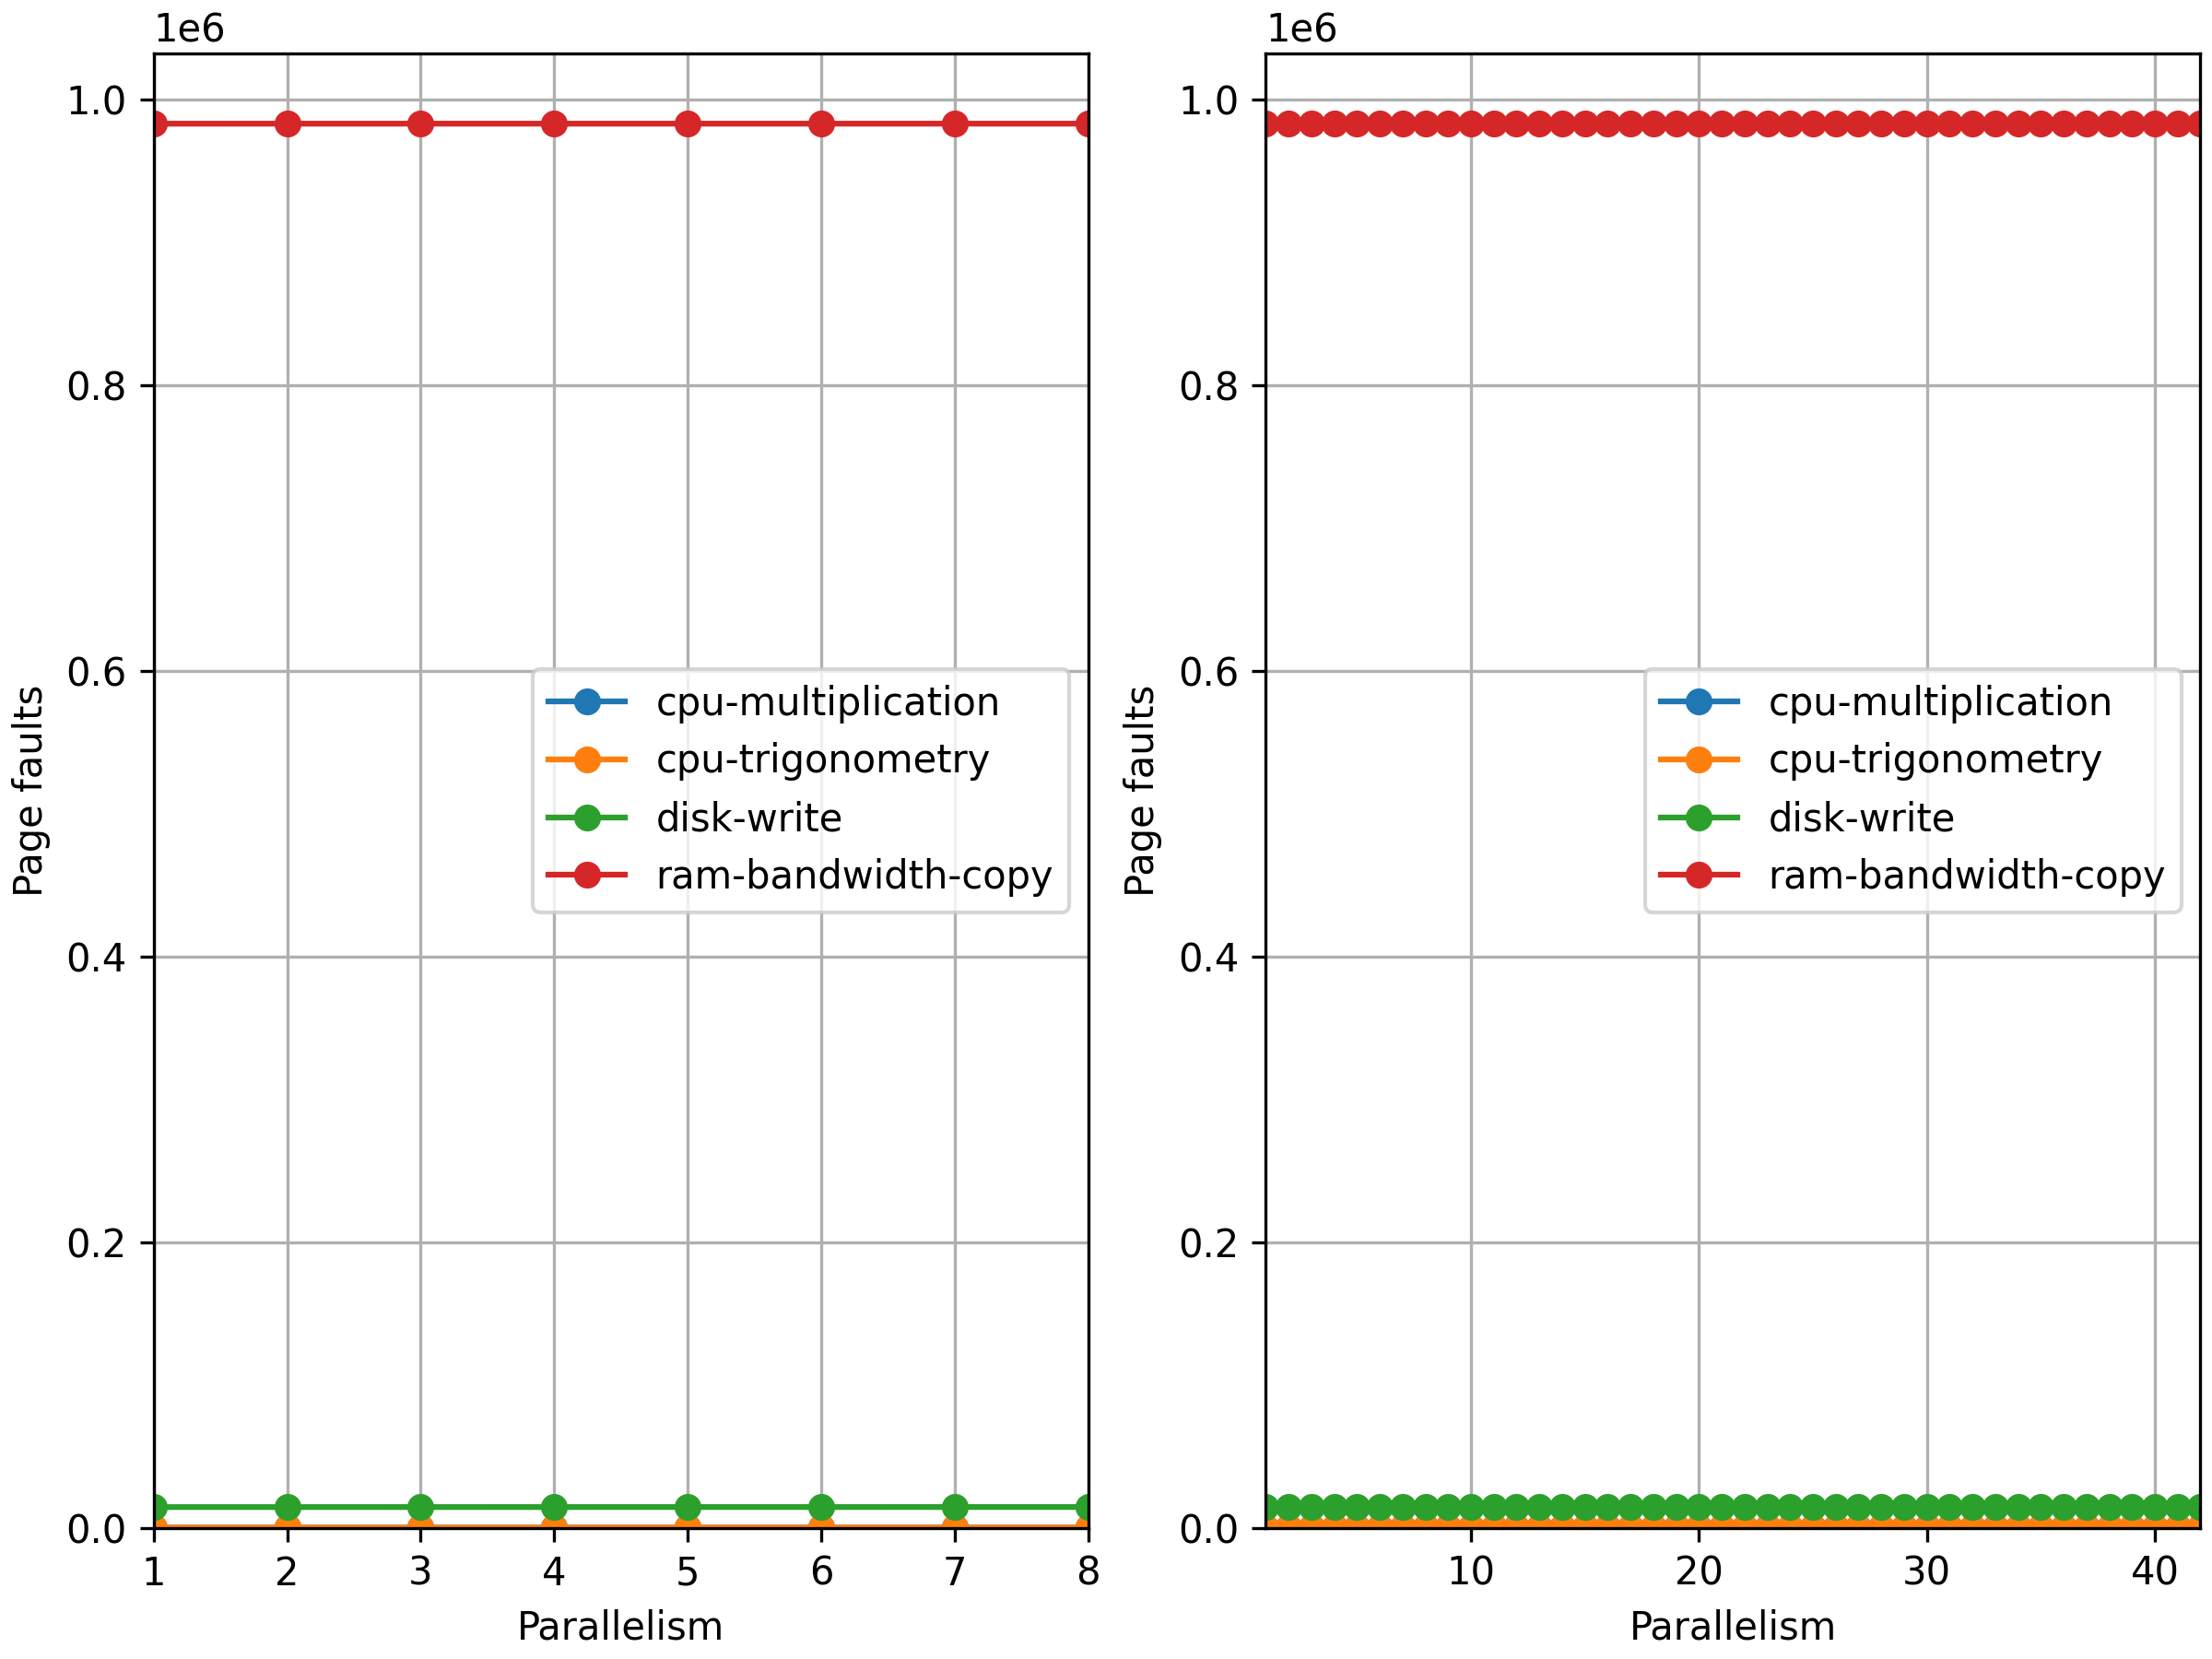 1e6
1.0
0.8
0.6
0.4
0.2
0.0
Page faults
cpu-multiplication
cpu-trigonometry
disk-write
ram-bandwidth-copy
1 2 3 4 5 6 7 8
Parallelism
1e6
1.0
0.8
0.6
0.4
0.2
0.0
Page faults
cpu-multiplication
cpu-trigonometry
disk-write
ram-bandwidth-copy
10 20 30 40
Parallelism